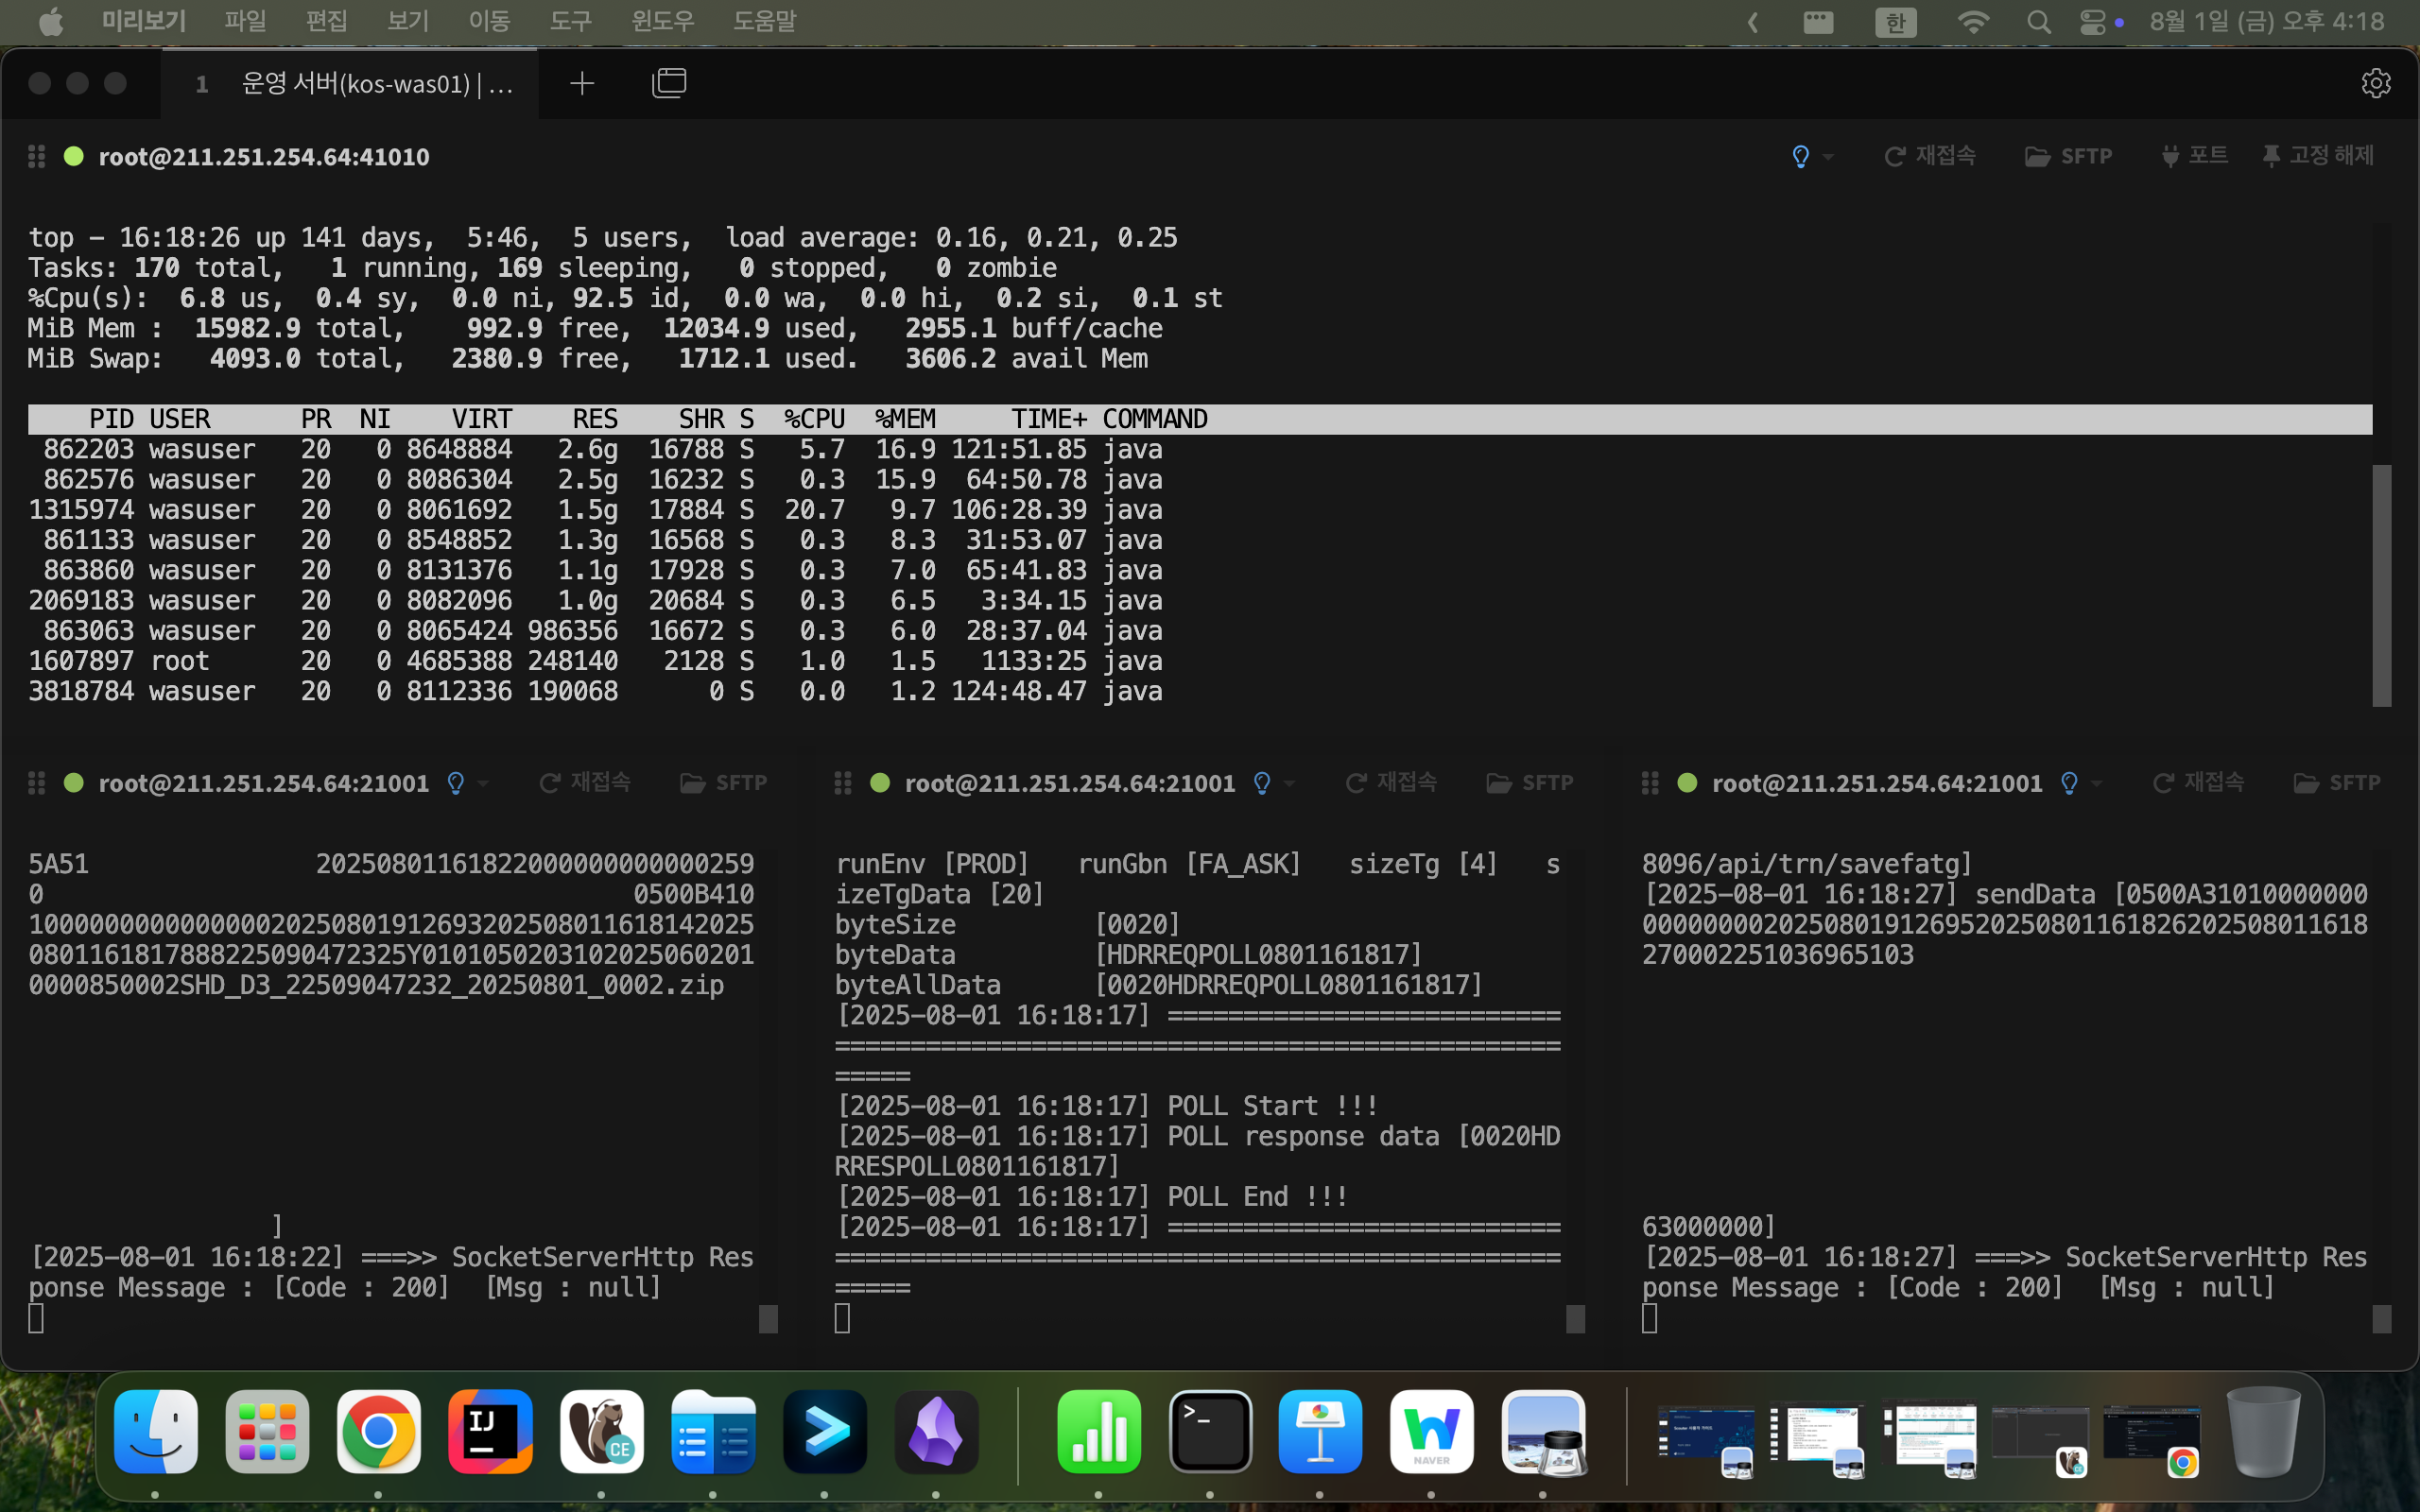 미리보기 파일 편집 보기 이동 도구 윈도우 도움말 한 8월 1일 (금) 오후 4:18
1 운영 서버(kos-was01) | …
root@211.251.254.64:41010 재접속 SFTP 포트 고정 해제
top - 16:18:26 up 141 days,  5:46,  5 users,  load average: 0.16, 0.21, 0.25
Tasks: 170 total,   1 running, 169 sleeping,   0 stopped,   0 zombie
%Cpu(s):  6.8 us,  0.4 sy,  0.0 ni, 92.5 id,  0.0 wa,  0.0 hi,  0.2 si,  0.1 st
MiB Mem :  15982.9 total,    992.9 free,  12034.9 used,   2955.1 buff/cache
MiB Swap:   4093.0 total,   2380.9 free,   1712.1 used.   3606.2 avail Mem
PID USER      PR  NI    VIRT    RES    SHR S  %CPU  %MEM     TIME+ COMMAND
862203 wasuser   20   0 8648884   2.6g  16788 S   5.7  16.9 121:51.85 java
862576 wasuser   20   0 8086304   2.5g  16232 S   0.3  15.9  64:50.78 java
1315974 wasuser   20   0 8061692   1.5g  17884 S  20.7   9.7 106:28.39 java
861133 wasuser   20   0 8548852   1.3g  16568 S   0.3   8.3  31:53.07 java
863860 wasuser   20   0 8131376   1.1g  17928 S   0.3   7.0  65:41.83 java
2069183 wasuser   20   0 8082096   1.0g  20684 S   0.3   6.5   3:34.15 java
863063 wasuser   20   0 8065424 986356  16672 S   0.3   6.0  28:37.04 java
1607897 root      20   0 4685388 248140   2128 S   1.0   1.5   1133:25 java
3818784 wasuser   20   0 8112336 190068      0 S   0.0   1.2 124:48.47 java
root@211.251.254.64:21001 재접속 SFTP
5A51               20250801161822000000000000259
0                                       0500B410
100000000000000002025080191269320250801161814​2025
0801161817888225090472325Y0101050203102025060201
0000850002SHD_D3_22509047232_20250801_0002.zip
]
[2025-08-01 16:18:22] ===>> SocketServerHttp Res
ponse Message : [Code : 200]  [Msg : null]
root@211.251.254.64:21001 재접속 SFTP
runEnv [PROD]   runGbn [FA_ASK]   sizeTg [4]   s
izeTgData [20]
byteSize         [0020]
byteData         [HDRREQPOLL0801161817]
byteAllData      [0020HDRREQPOLL0801161817]
[2025-08-01 16:18:17] ==========================
================================================
=====
[2025-08-01 16:18:17] POLL Start !!!
[2025-08-01 16:18:17] POLL response data [0020HD
RRESPOLL0801161817]
[2025-08-01 16:18:17] POLL End !!!
[2025-08-01 16:18:17] ==========================
================================================
=====
root@211.251.254.64:21001 재접속 SFTP
8096/api/trn/savefatg]
[2025-08-01 16:18:27] sendData [0500A31010000000
000000002025080191269520250801161826202508011618
270002251036965103
63000000]
[2025-08-01 16:18:27] ===>> SocketServerHttp Res
ponse Message : [Code : 200]  [Msg : null]
IJ
CE
>_
NAVER